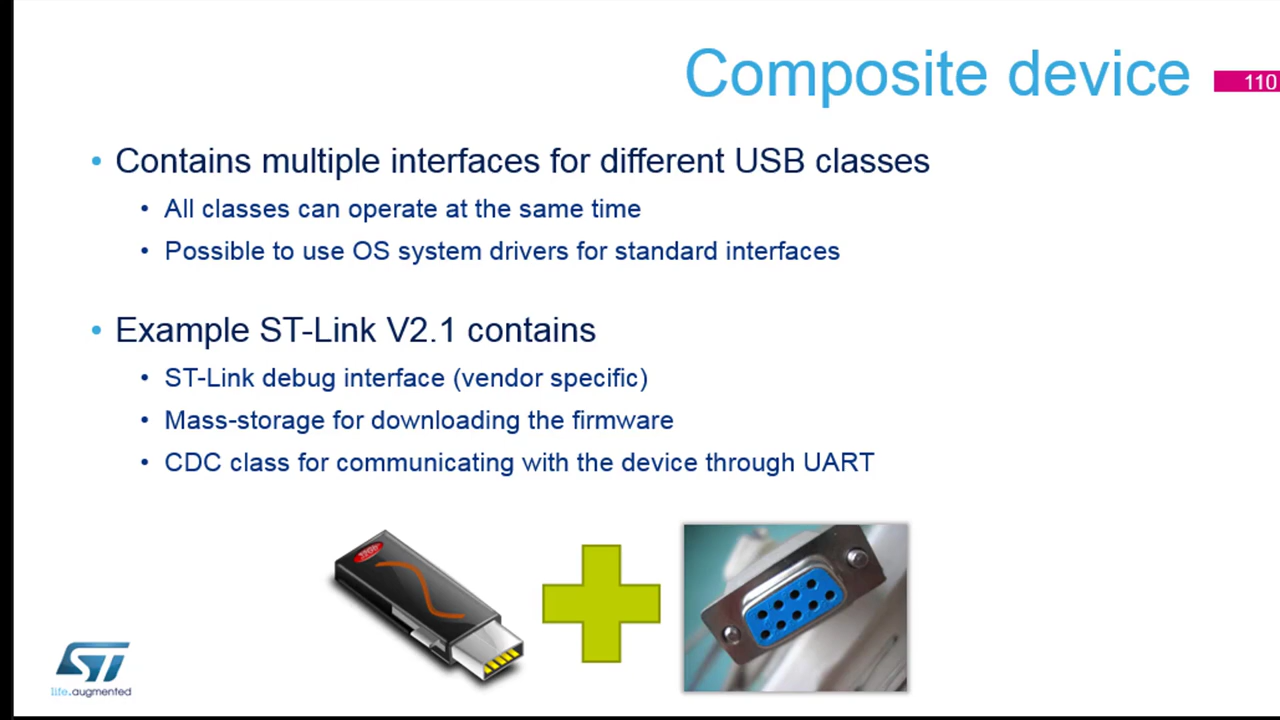 Composite device
110
• Contains multiple interfaces for different USB classes
• All classes can operate at the same time
• Possible to use OS system drivers for standard interfaces
• Example ST-Link V2.1 contains
• ST-Link debug interface (vendor specific)
• Mass-storage for downloading the firmware
• CDC class for communicating with the device through UART
ST
life.augmented